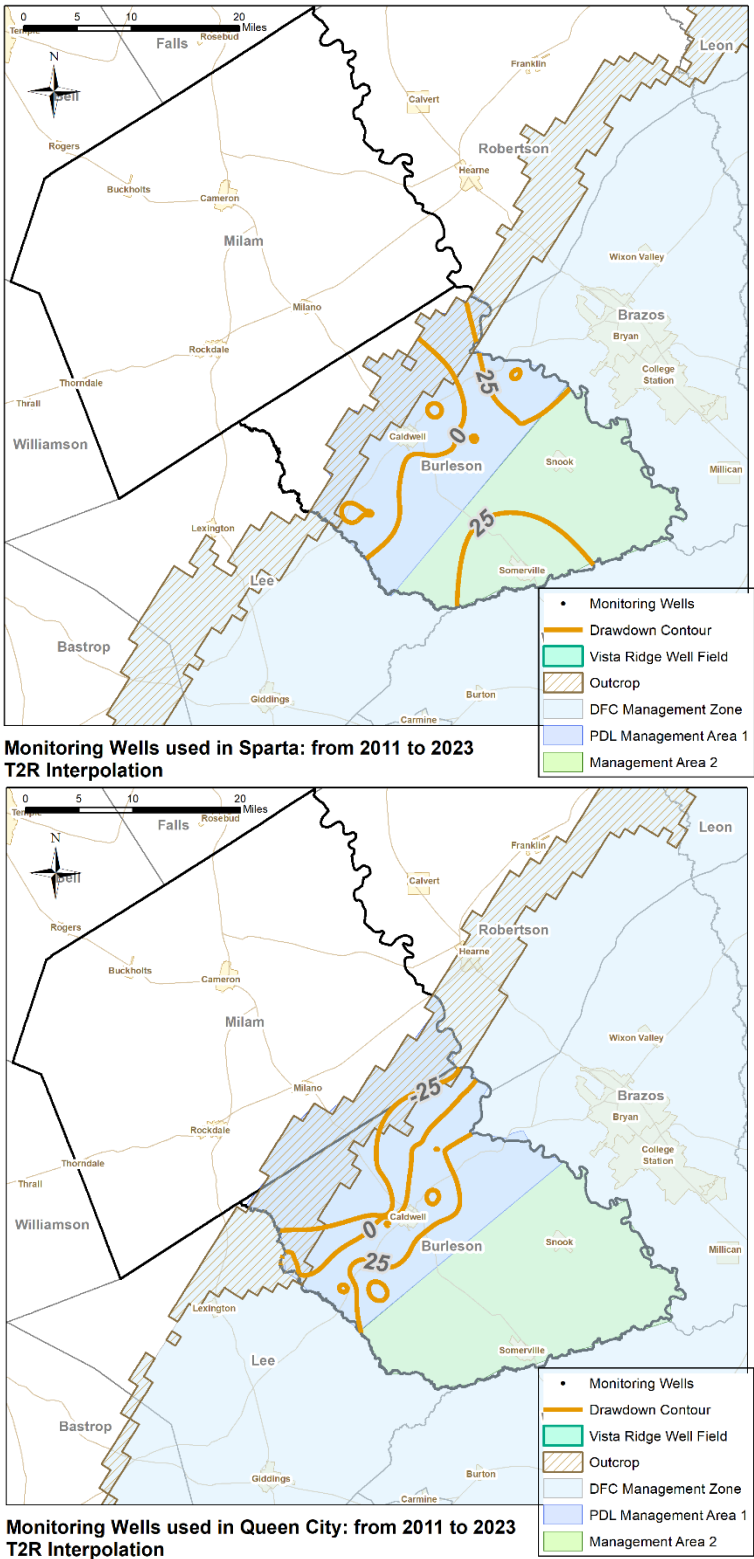 0 5 10 20
Miles
Temple
Falls
Rosebud
Leon
N
Bell
Franklin
Calvert
Robertson
Rogers
Hearne
Buckholts
Cameron
Milam
Wixon Valley
Milano
Brazos
Bryan
Rockdale
College
Station
25
Thorndale
Thrall
0
Caldwell
Williamson
Burleson
Snook
Millican
25
Lexington
Lee
Somerville
Bastrop
Giddings
Burton
Carmine
Monitoring Wells
Drawdown Contour
Vista Ridge Well Field
Outcrop
DFC Management Zone
PDL Management Area 1
Management Area 2
Monitoring Wells used in Sparta: from 2011 to 2023
T2R Interpolation
0 5 10 20
Miles
Falls
Rosebud
Leon
N
Bell
Franklin
Calvert
Robertson
Rogers
Hearne
Buckholts
Cameron
Milam
Wixon Valley
Milano
-25
Brazos
Bryan
Rockdale
College
Station
Thorndale
Thrall
Caldwell
Williamson
0
Burleson
Snook
Millican
25
Lexington
Lee
Somerville
Bastrop
Giddings
Burton
Carmine
Monitoring Wells
Drawdown Contour
Vista Ridge Well Field
Outcrop
DFC Management Zone
PDL Management Area 1
Management Area 2
Monitoring Wells used in Queen City: from 2011 to 2023
T2R Interpolation